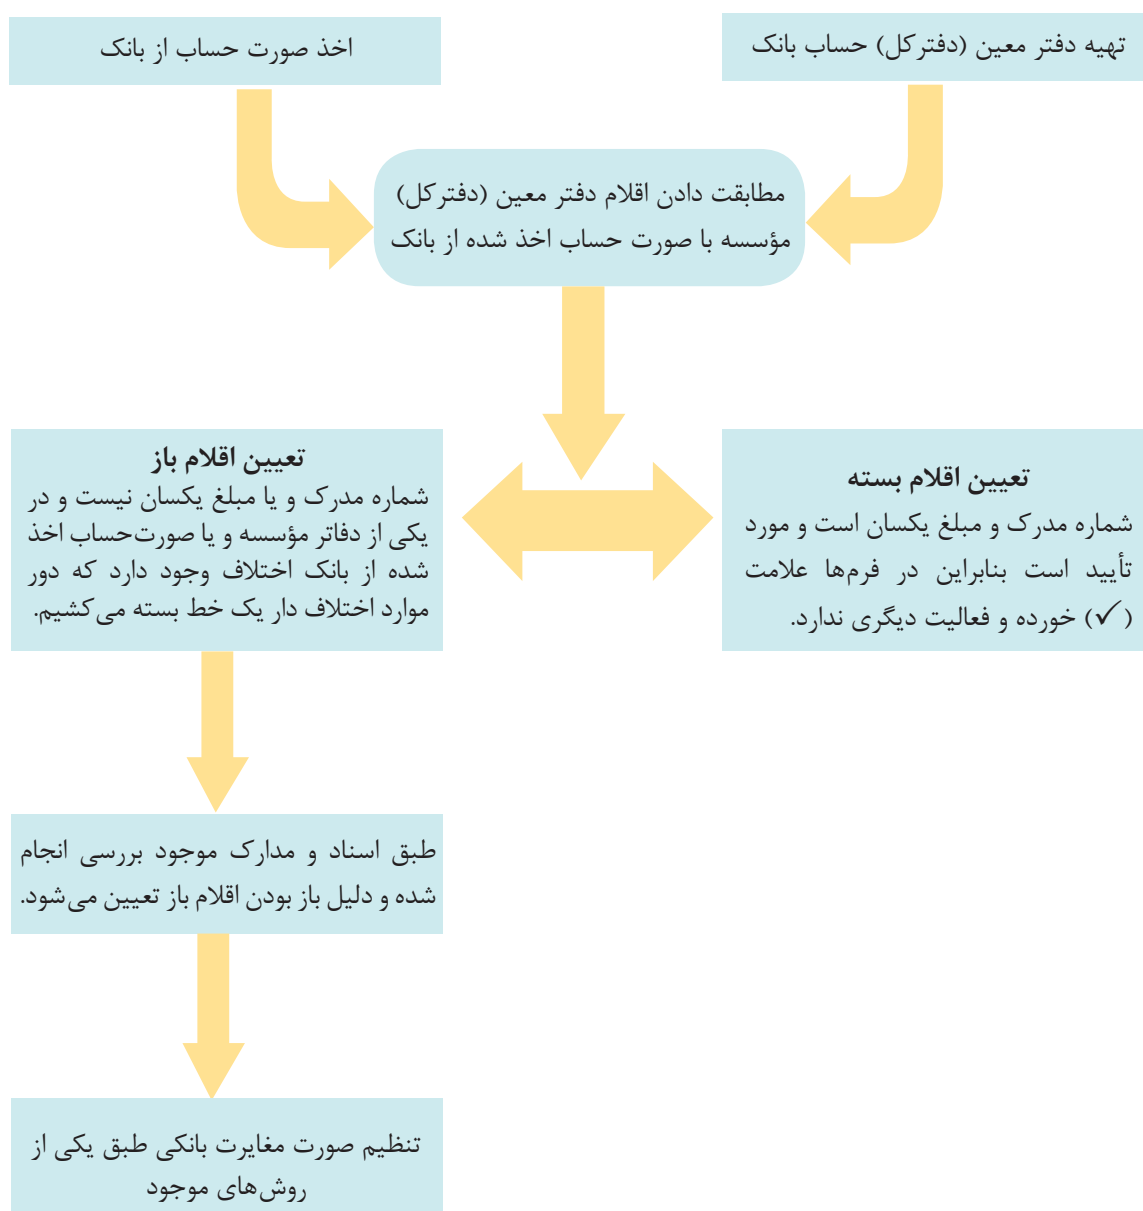 تهیه دفتر معین (دفترکل) حساب بانک
اخذ صورت حساب از بانک
مطابقت دادن اقلام دفتر معین (دفترکل)
مؤسسه با صورت حساب اخذ شده از بانک
تعیین اقلام بسته
شماره مدرک و مبلغ یکسان است و مورد
تأیید است بنابراین در فرم‌ها علامت
(✓) خورده و فعالیت دیگری ندارد.
تعیین اقلام باز
شماره مدرک و یا مبلغ یکسان نیست و در
یکی از دفاتر مؤسسه و یا صورت‌حساب اخذ
شده از بانک اختلاف وجود دارد که دور
موارد اختلاف دار یک خط بسته می‌کشیم.
طبق اسناد و مدارک موجود بررسی انجام
شده و دلیل باز بودن اقلام باز تعیین می‌شود.
تنظیم صورت مغایرت بانکی طبق یکی از
روش‌های موجود